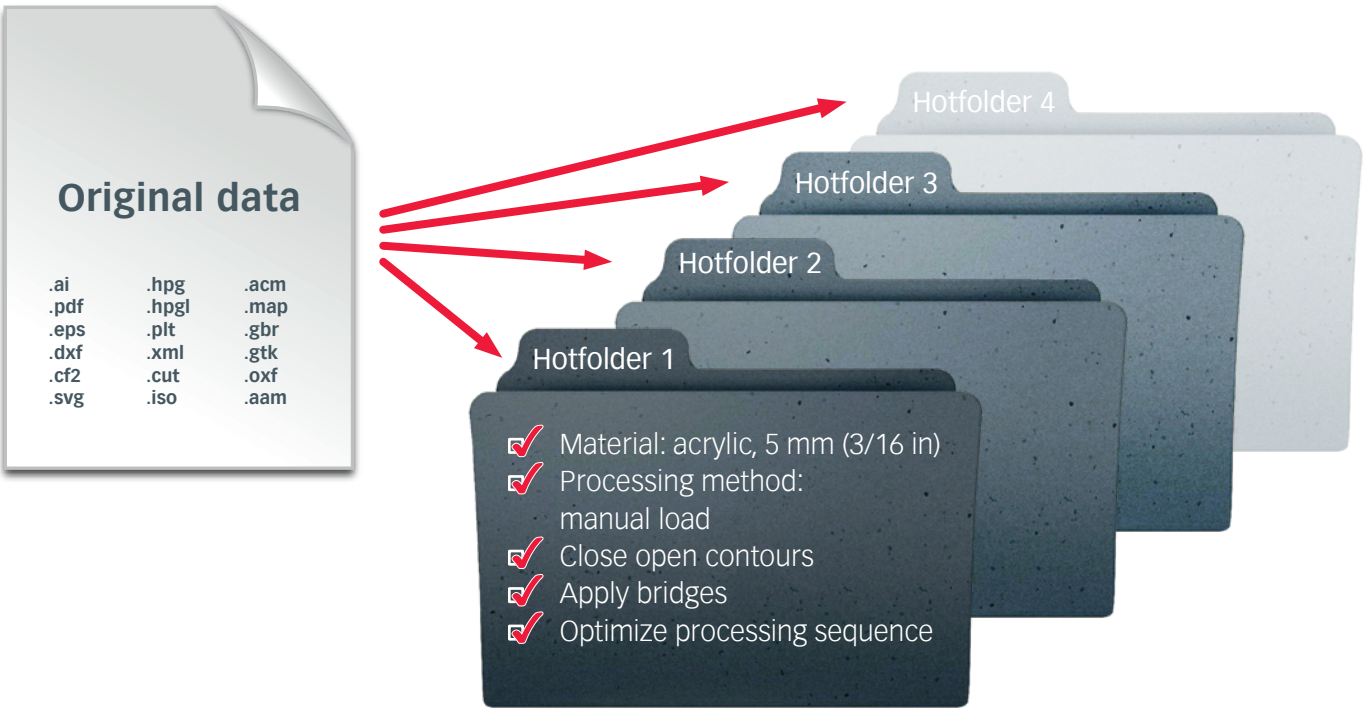 Original data
.ai .hpg .acm
.pdf .hpgl .map
.eps .plt .gbr
.dxf .xml .gtk
.cf2 .cut .oxf
.svg .iso .aam
Hotfolder 4
Hotfolder 3
Hotfolder 2
Hotfolder 1
Material: acrylic, 5 mm (3/16 in)
Processing method:
manual load
Close open contours
Apply bridges
Optimize processing sequence